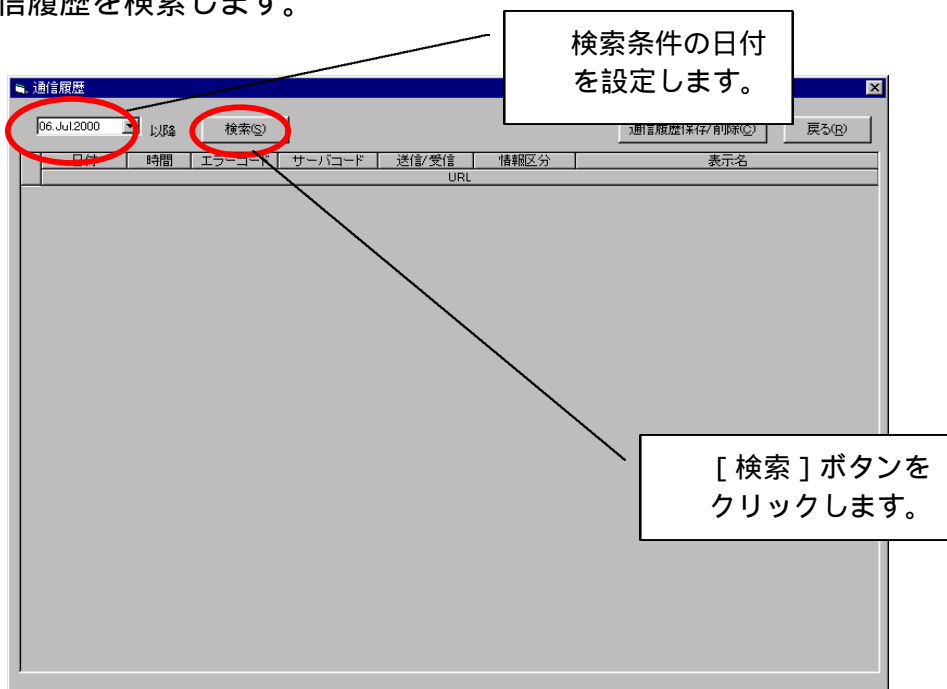 信履歴を検索します。
検索条件の日付
を設定します。
通信履歴
06.Jul.2000 以降 検索(S) 通信履歴保存/削除(C) 戻る(R)
日付 時間 エラーコード サーバコード 送信/受信 情報区分 表示名
URL
［検索］ボタンを
クリックします。